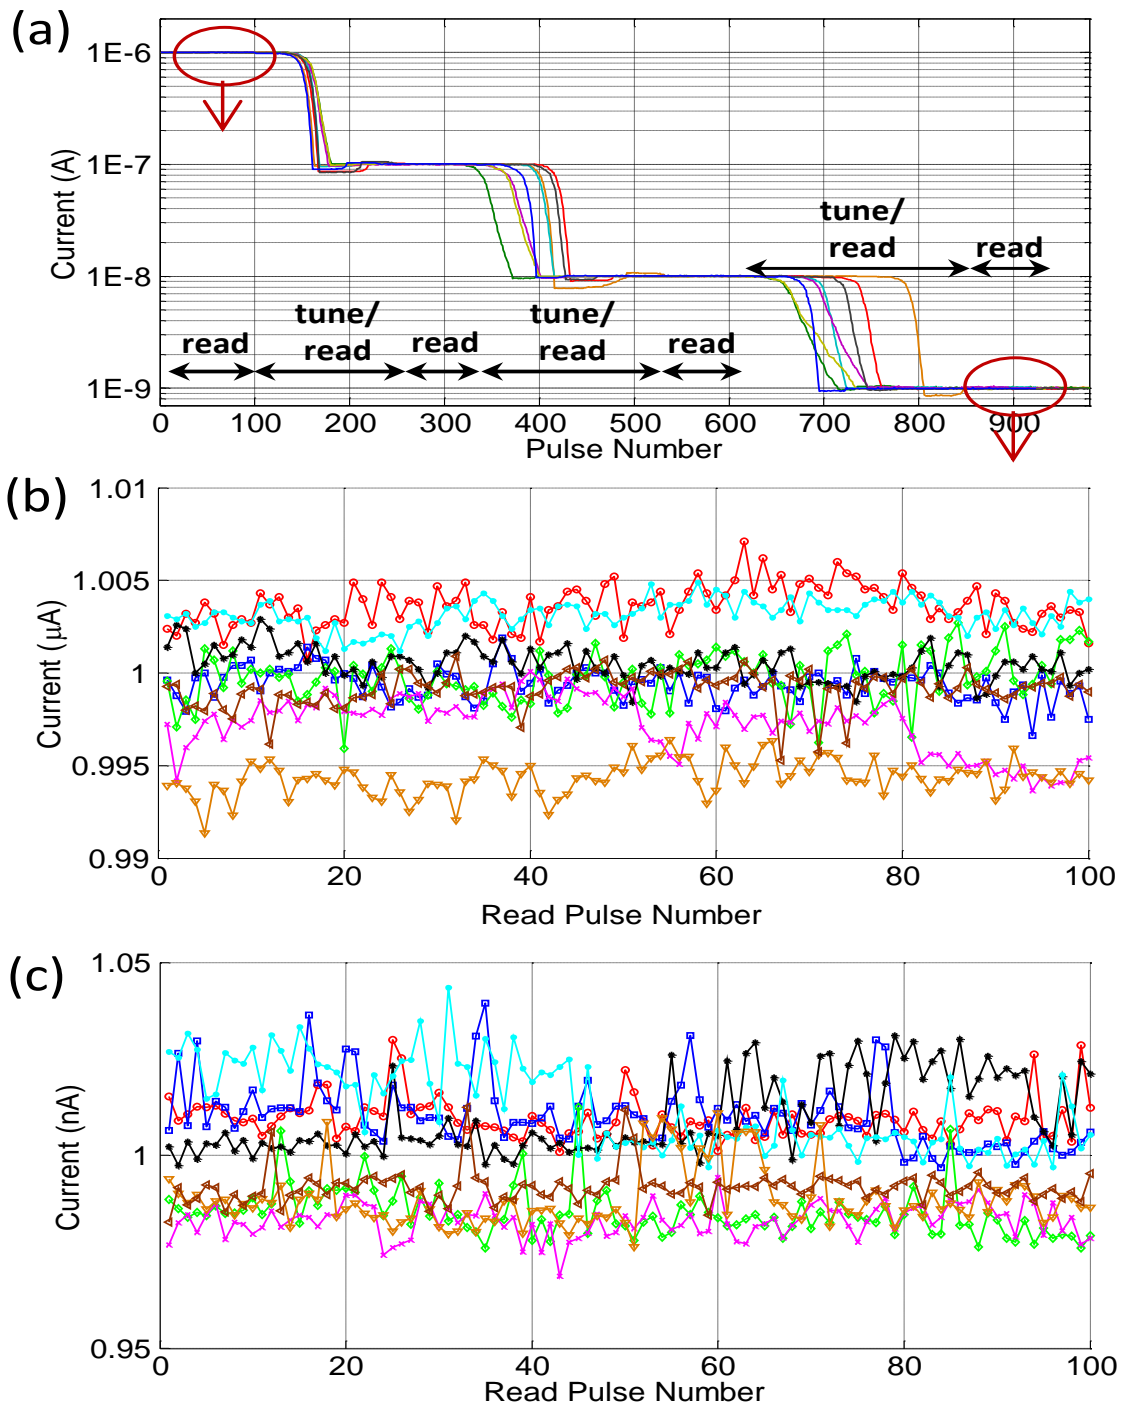 (a)
1E-6
1E-7
1E-8
1E-9
Current (A)
tune/
read
read
tune/
read
tune/
read
read
read
read
0 100 200 300 400 500 600 700 800 900
Pulse Number
(b)
1.01
1.005
1
0.995
0.99
Current (µA)
0 20 40 60 80 100
Read Pulse Number
(c)
1.05
1
0.95
Current (nA)
0 20 40 60 80 100
Read Pulse Number